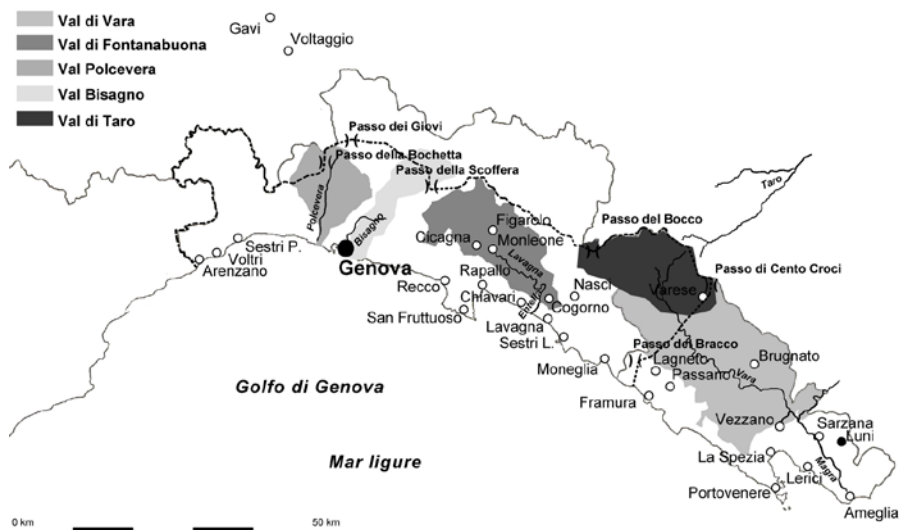 Val di Vara
Val di Fontanabuona
Val Polcevera
Val Bisagno
Val di Taro
Gavi
Voltaggio
Passo dei Giovi
Passo della Bochetta
Passo della Scoffera
Taro
Polcevera
Bisagno
Figarolo
Passo del Bocco
Cicagna
Monleone
Sestri P.
Voltri
Arenzano
Genova
Lavagna
Passo di Cento Croci
Recco
Rapallo
Nasci
Varese
Chiavari
Entella
Cogorno
San Fruttuoso
Lavagna
Sestri L.
Passo del Bracco
Moneglia
Lagneto
Brugnato
Vara
Passano
Golfo di Genova
Framura
Vezzano
Sarzana
Luni
La Spezia
Magra
Mar ligure
Lerici
Portovenere
Ameglia
0 km
50 km